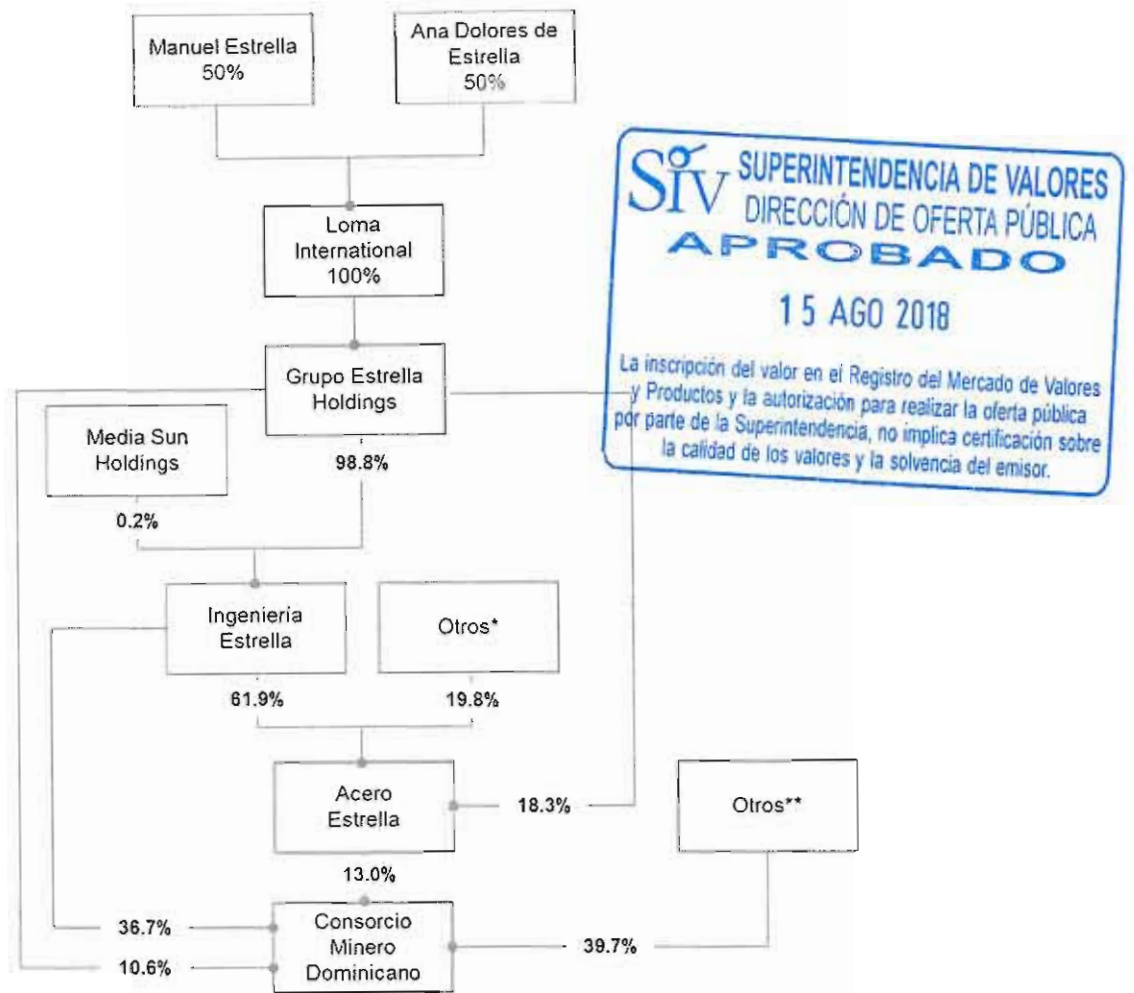 Manuel Estrella
50%
Ana Dolores de
Estrella
50%
Loma
International
100%
SIV SUPERINTENDENCIA DE VALORES
DIRECCIÓN DE OFERTA PÚBLICA
APROBADO
15 AGO 2018
La inscripción del valor en el Registro del Mercado de Valores
y Productos y la autorización para realizar la oferta pública
por parte de la Superintendencia, no implica certificación sobre
la calidad de los valores y la solvencia del emisor.
Grupo Estrella
Holdings
Media Sun
Holdings
98.8%
0.2%
Ingeniería
Estrella
Otros*
61.9%
19.8%
Acero
Estrella
18.3%
Otros**
13.0%
Consorcio
Minero
Dominicano
36.7%
10.6%
39.7%